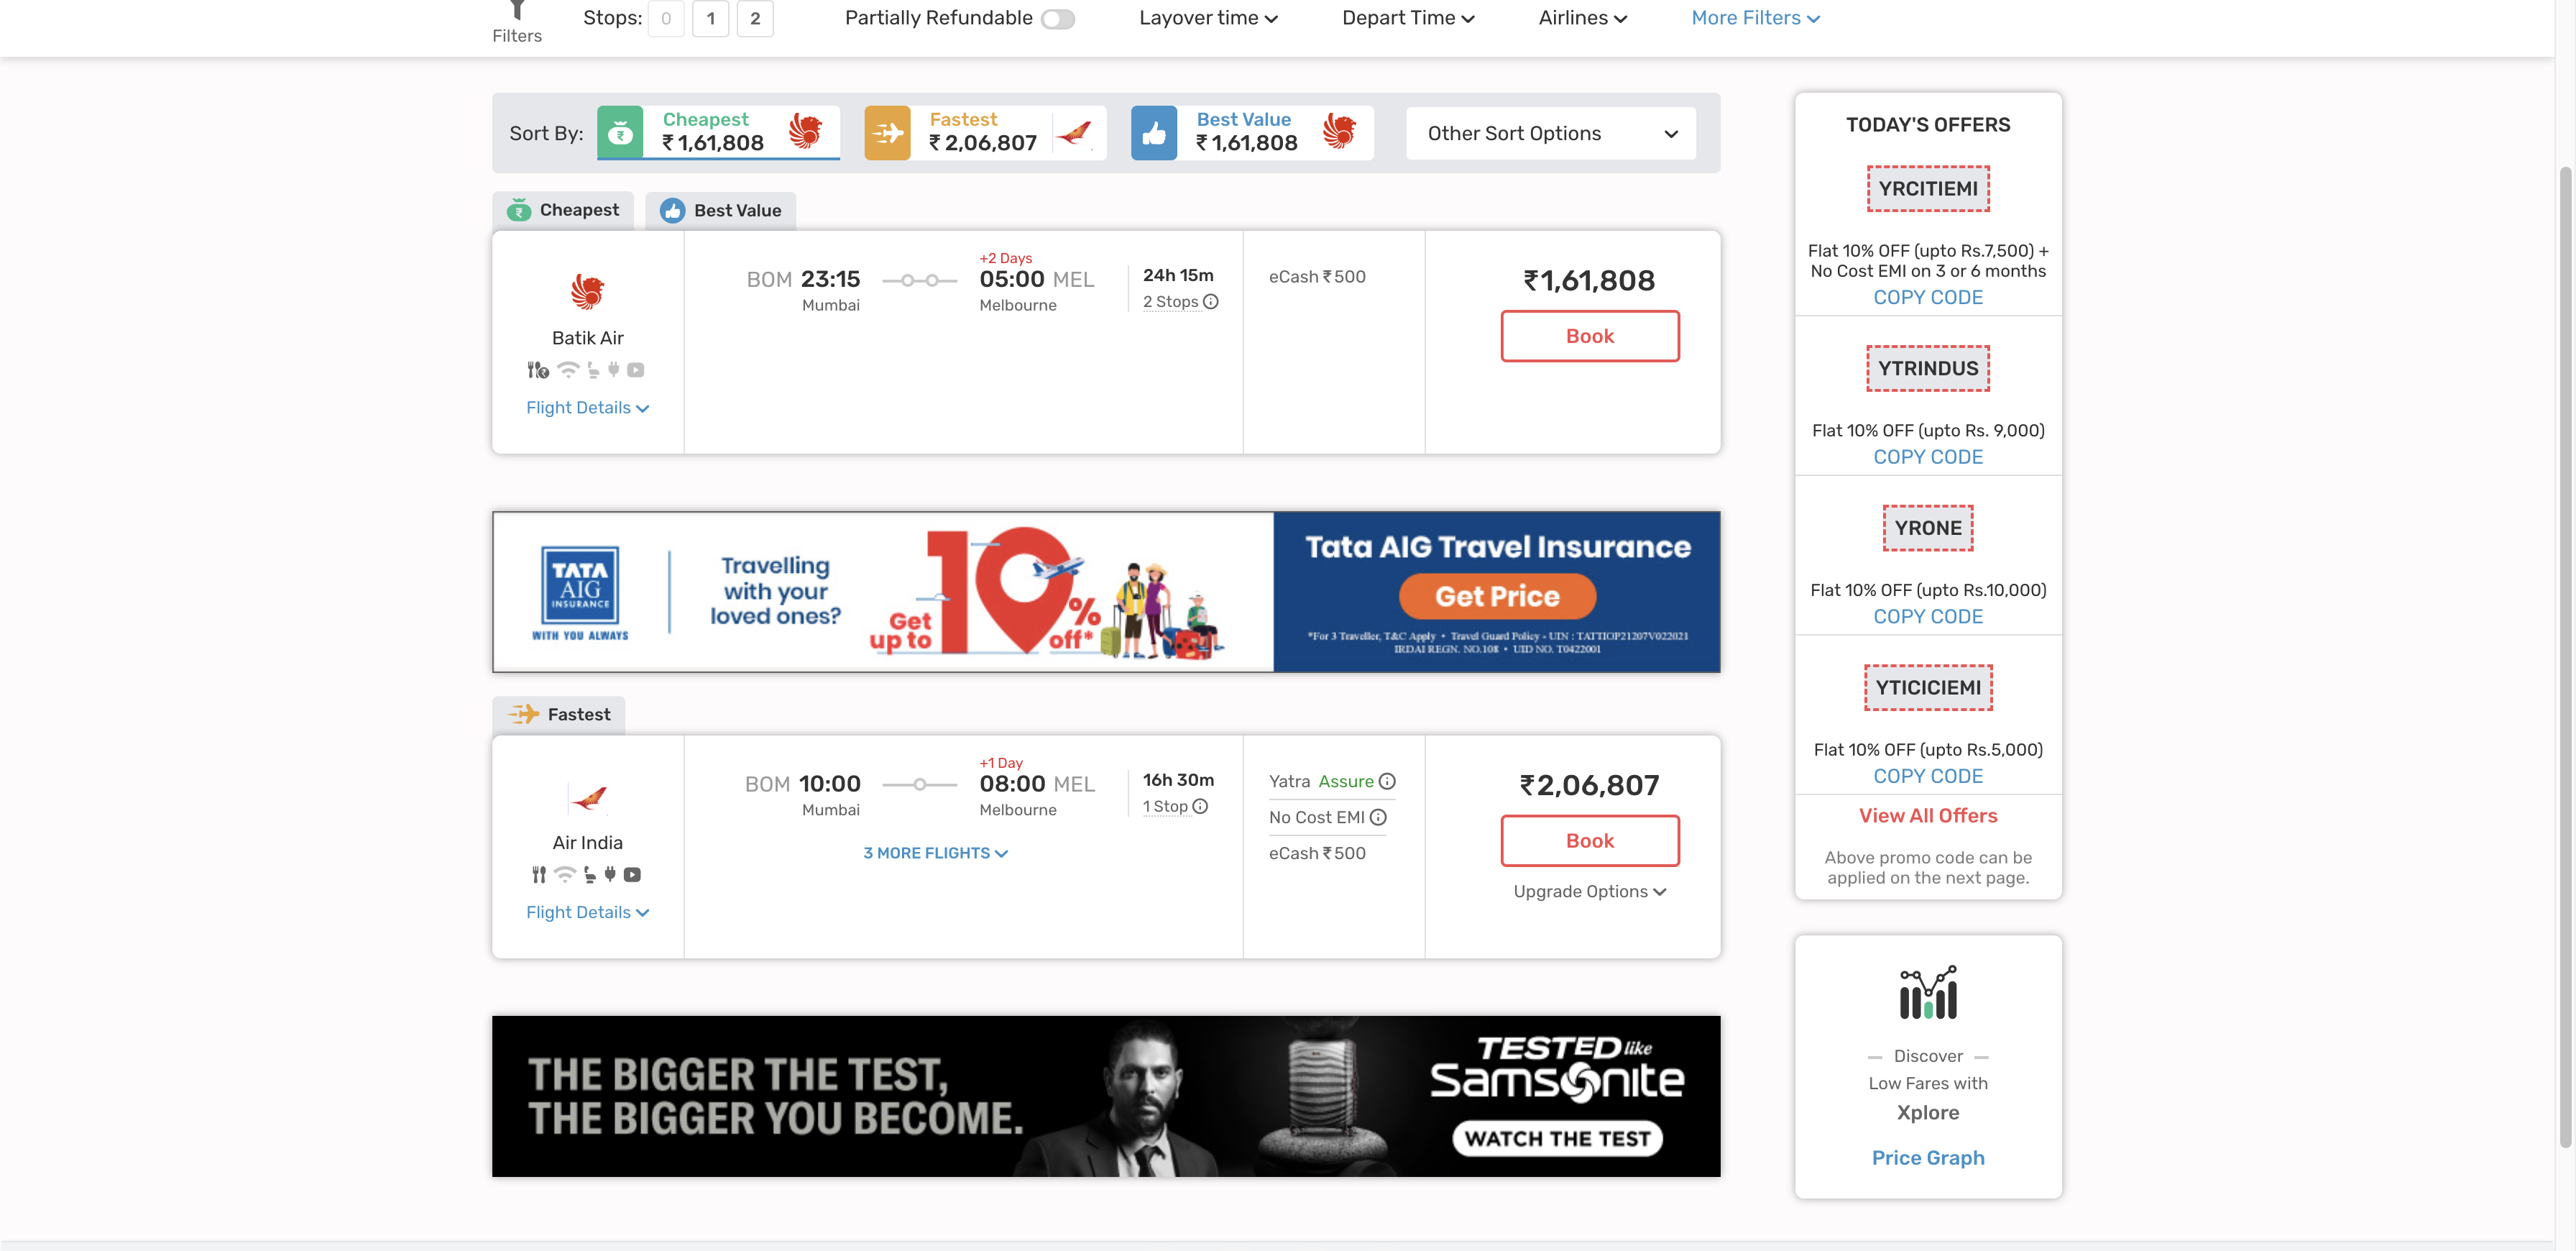 Filters
Stops: 0 1 2
Partially Refundable
Layover time
Depart Time
Airlines
More Filters
Sort By:
Cheapest
₹ 1,61,808
Fastest
₹ 2,06,807
Best Value
₹ 1,61,808
Other Sort Options
Cheapest
Best Value
Batik Air
Flight Details
BOM 23:15
Mumbai
+2 Days
05:00 MEL
Melbourne
24h 15m
2 Stops
eCash ₹ 500
₹1,61,808
Book
TATA
AIG
INSURANCE
WITH YOU ALWAYS
Travelling
with your
loved ones?
Get
up to
10
%
off*
Tata AIG Travel Insurance
Get Price
*For 3 Traveller, T&C Apply • Travel Guard Policy - UIN : TATTIOP21207V022021
IRDAI REGN. NO.108 • UID NO. T0422001
Fastest
Air India
Flight Details
BOM 10:00
Mumbai
+1 Day
08:00 MEL
Melbourne
3 MORE FLIGHTS
16h 30m
1 Stop
Yatra Assure
No Cost EMI
eCash ₹ 500
₹2,06,807
Book
Upgrade Options
THE BIGGER THE TEST,
THE BIGGER YOU BECOME.
TESTED like
Samsonite
WATCH THE TEST
TODAY'S OFFERS
YRCITIEMI
Flat 10% OFF (upto Rs.7,500) +
No Cost EMI on 3 or 6 months
COPY CODE
YTRINDUS
Flat 10% OFF (upto Rs. 9,000)
COPY CODE
YRONE
Flat 10% OFF (upto Rs.10,000)
COPY CODE
YTICICIEMI
Flat 10% OFF (upto Rs.5,000)
COPY CODE
View All Offers
Above promo code can be
applied on the next page.
Discover
Low Fares with
Xplore
Price Graph